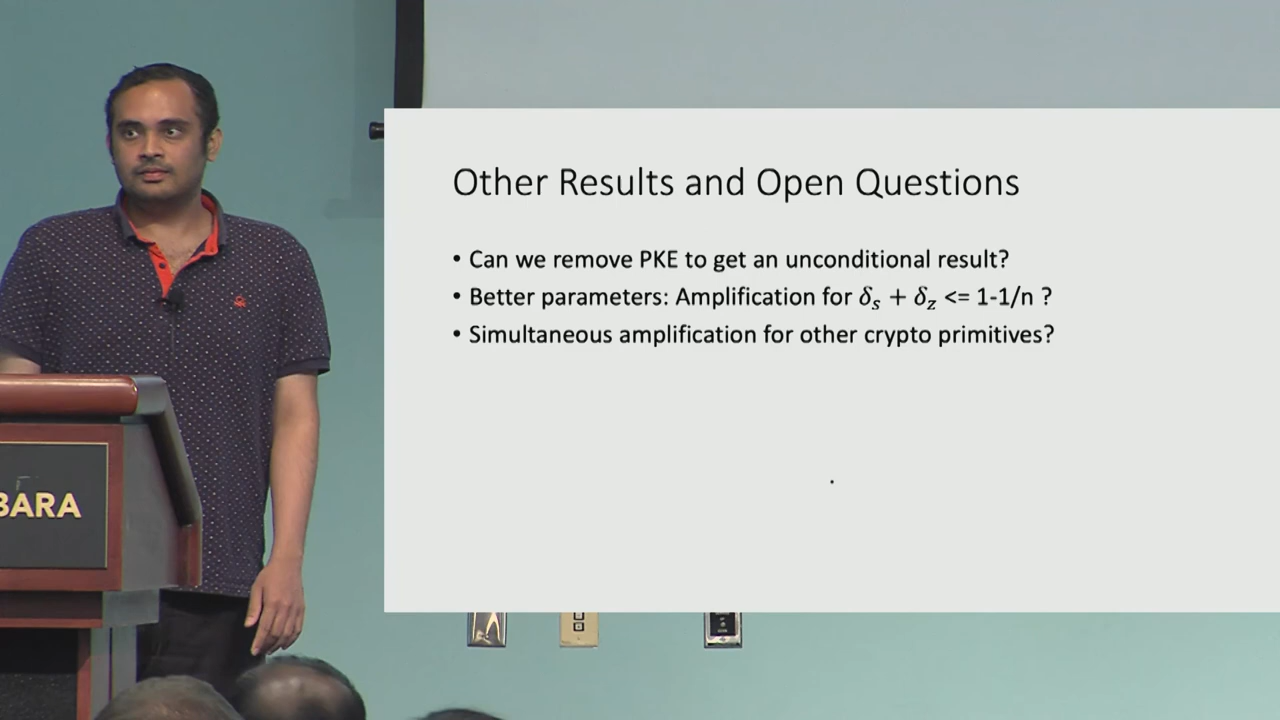 Other Results and Open Questions
• Can we remove PKE to get an unconditional result?
• Better parameters: Amplification for δₛ + δ_z <= 1-1/n ?
• Simultaneous amplification for other crypto primitives?
BARA